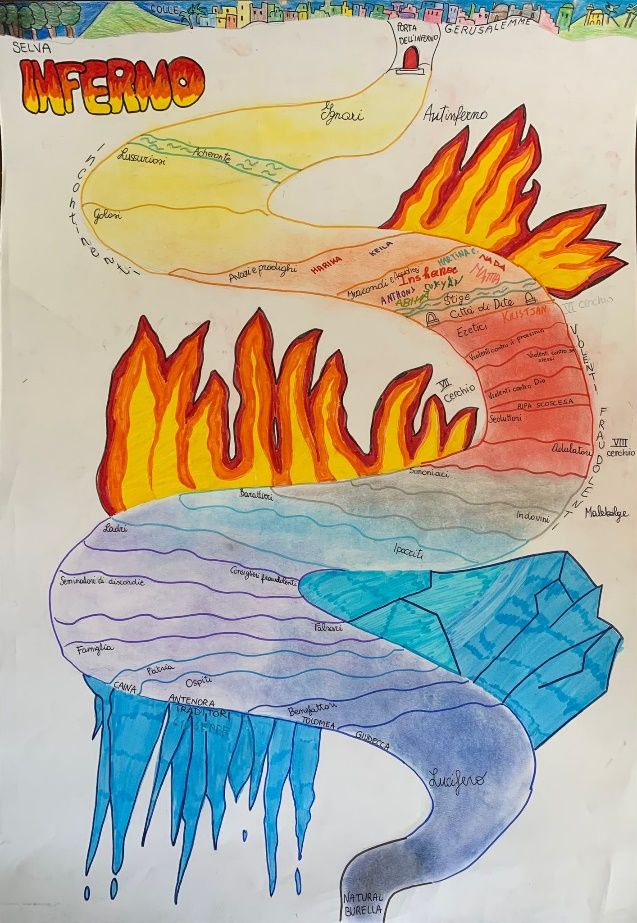 COLLE
GERUSALEMME
SELVA
PORTA
DELL'INFERNO
INFERNO
Ignavi
Antinferno
Lussuriosi
Acheronte
incontinenti
Golosi
Avari e prodighi
HARIKA
KEILA
MARTINA C
NADA
MATTIA
Iracondi e Accidiosi
ANTHONY
ABIHA
SUKYAN
Stige
Città di Dite
VI cerchio
Eretici
KRISTSAN
VIOLENTI
Violenti contro il prossimo
Violenti contro se
stessi
VII
cerchio
Violenti contro Dio
RIPA SCOSCESA
Seduttori
FRAUDOLENTI
VIII
cerchio
Adulatori
Simoniaci
Barattieri
Indovini
Malebolge
Ladri
Ipocriti
Seminatori di discordie
Consiglieri fraudolenti
Falsari
Famiglia
Patria
Ospiti
CAINA
ANTENORA
TRADITORI
Benefattori
TOLOMEA
GIUDECCA
Lucifero
NATURAL
BURELLA